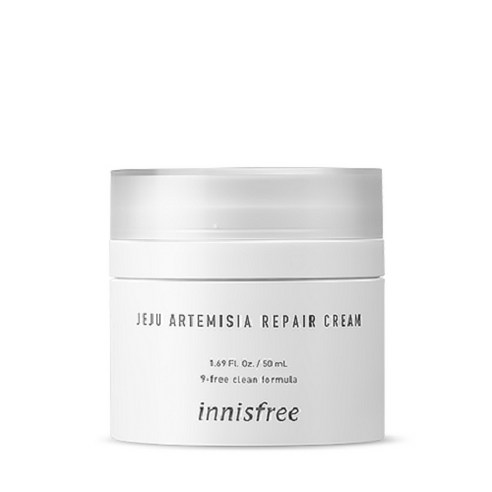 JEJU ARTEMISIA REPAIR CREAM
1.69 Fl. Oz. / 50 mL
9-free clean formula
innisfree